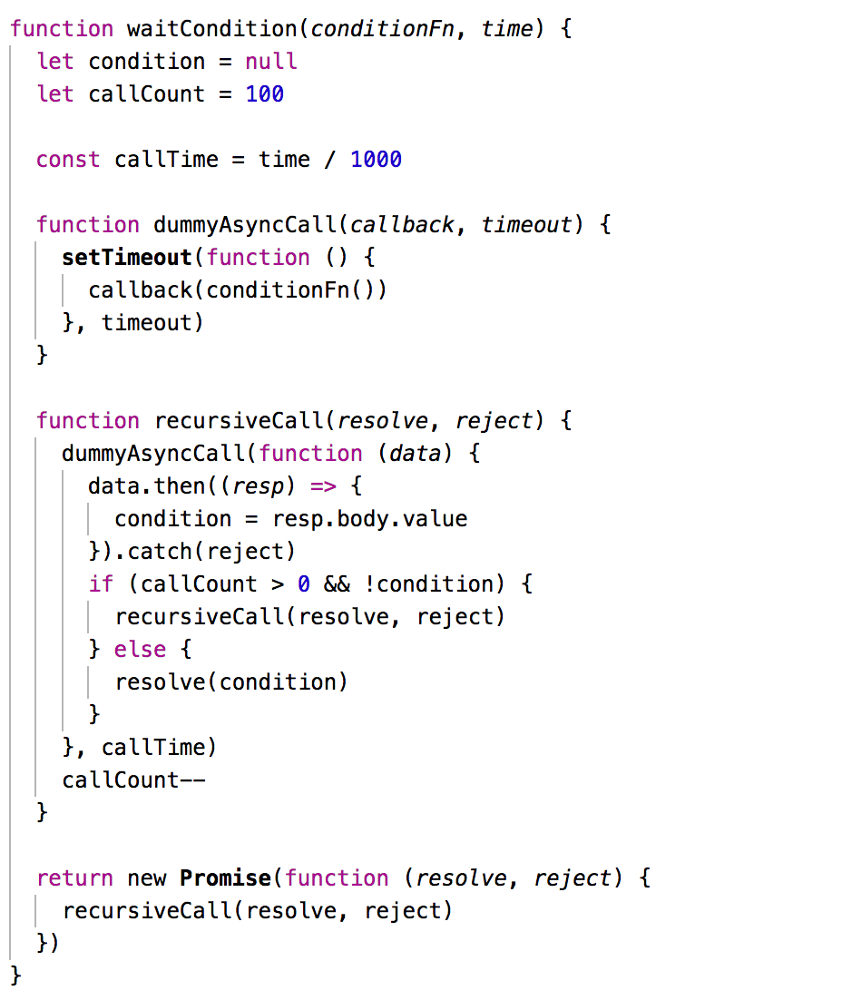 function waitCondition(conditionFn, time) {
  let condition = null
  let callCount = 100

  const callTime = time / 1000

  function dummyAsyncCall(callback, timeout) {
    setTimeout(function () {
      callback(conditionFn())
    }, timeout)
  }

  function recursiveCall(resolve, reject) {
    dummyAsyncCall(function (data) {
      data.then((resp) => {
        condition = resp.body.value
      }).catch(reject)
      if (callCount > 0 && !condition) {
        recursiveCall(resolve, reject)
      } else {
        resolve(condition)
      }
    }, callTime)
    callCount--
  }

  return new Promise(function (resolve, reject) {
    recursiveCall(resolve, reject)
  })
}